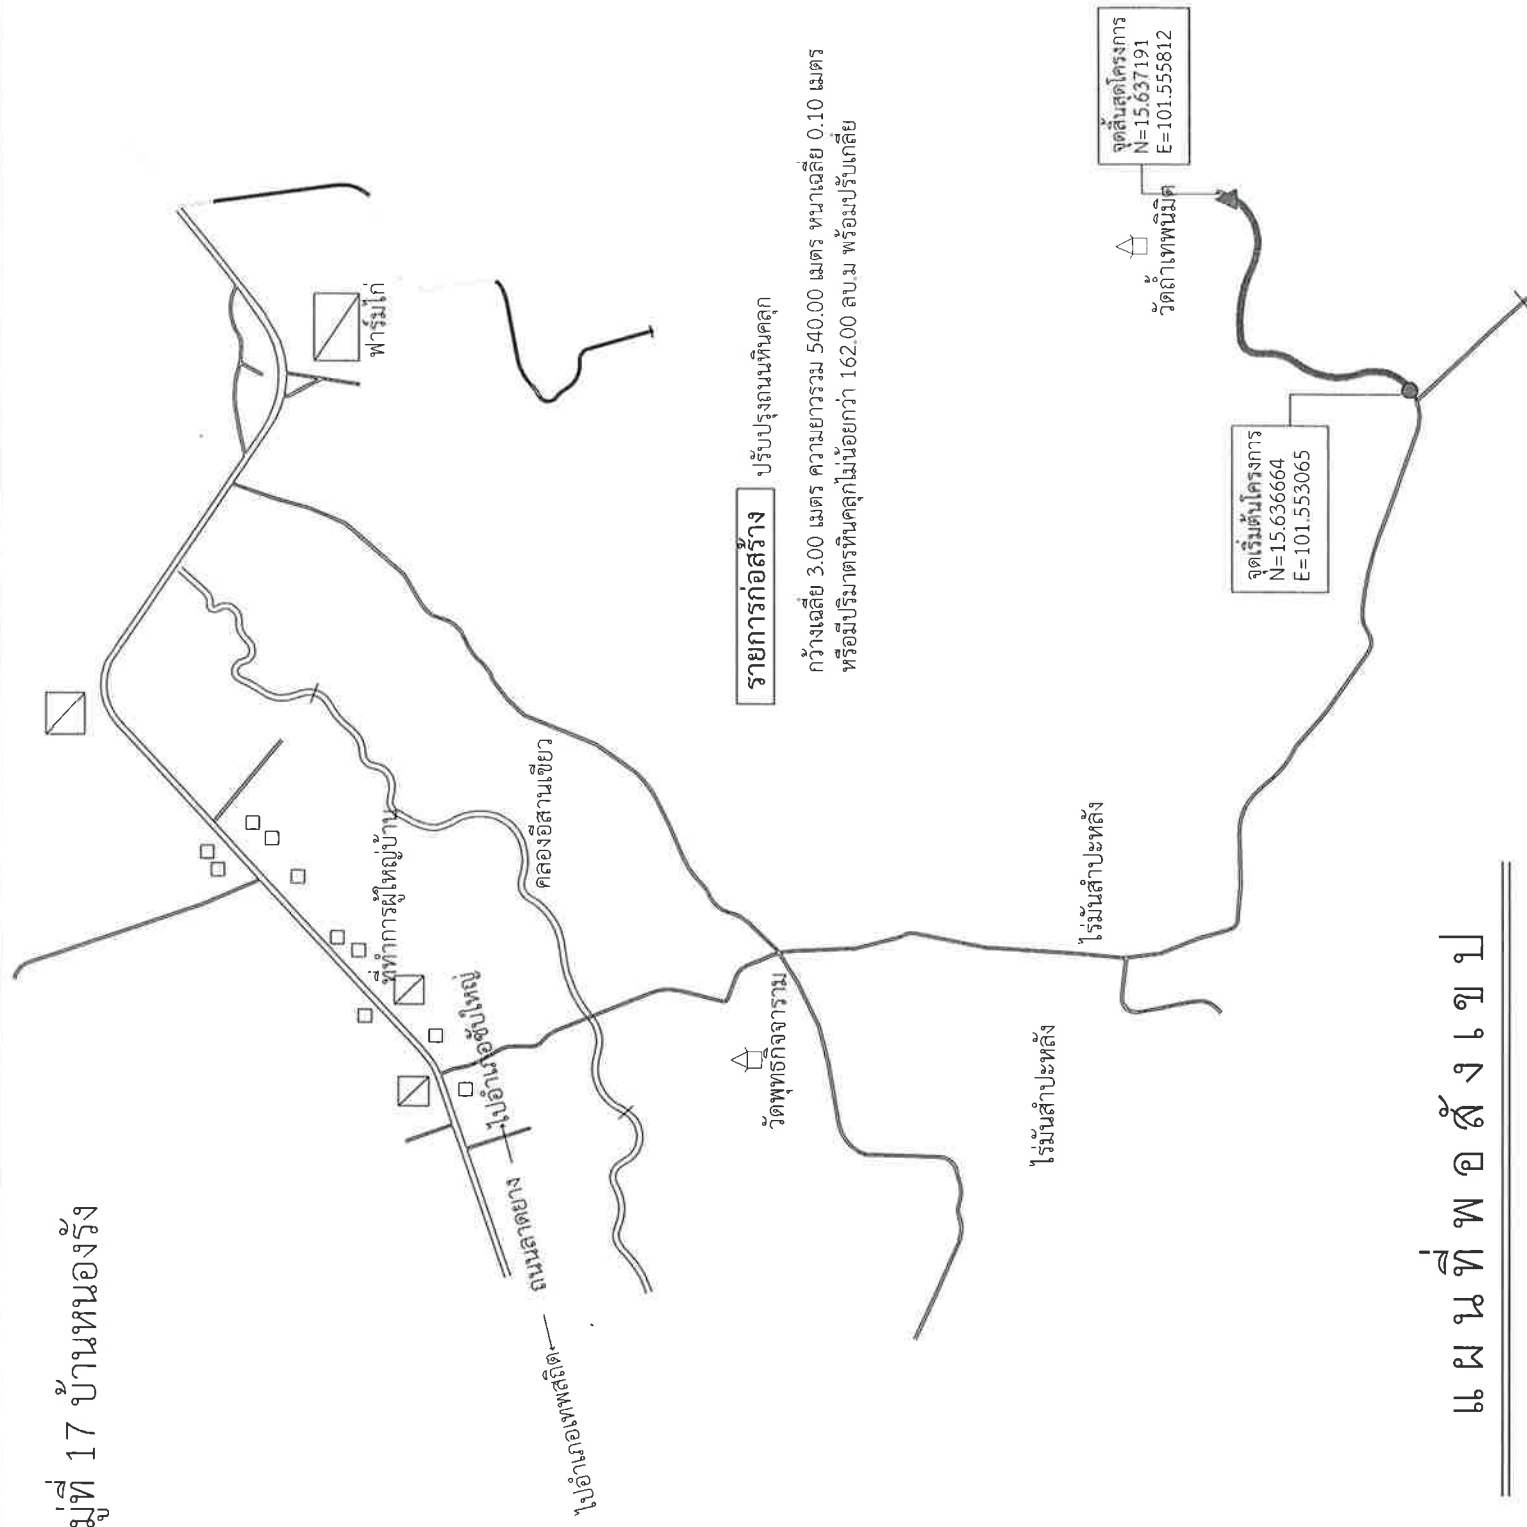 หมู่ที่ 17 บ้านหนองรัง
ฟาร์มไก่
ที่ทำการผู้ใหญ่บ้าน
ไปอำเภอซับใหญ่
ถนนลาดยาง
ไปอำเภอเทพสถิต
คลองอีสานเขียว
วัดพุทธกิจจาราม
รายการก่อสร้าง
ปรับปรุงถนนหินคลุก
กว้างเฉลี่ย 3.00 เมตร ความยาวรวม 540.00 เมตร หนาเฉลี่ย 0.10 เมตร
หรือมีปริมาตรหินคลุกไม่น้อยกว่า 162.00 ลบ.ม พร้อมปรับเกลี่ย
ไร่มันสำปะหลัง
ไร่มันสำปะหลัง
จุดสิ้นสุดโครงการ
N=15.637191
E=101.555812
วัดถ้ำเทพนิมิต
จุดเริ่มต้นโครงการ
N=15.636664
E=101.553065
แผนที่พอสังเขป